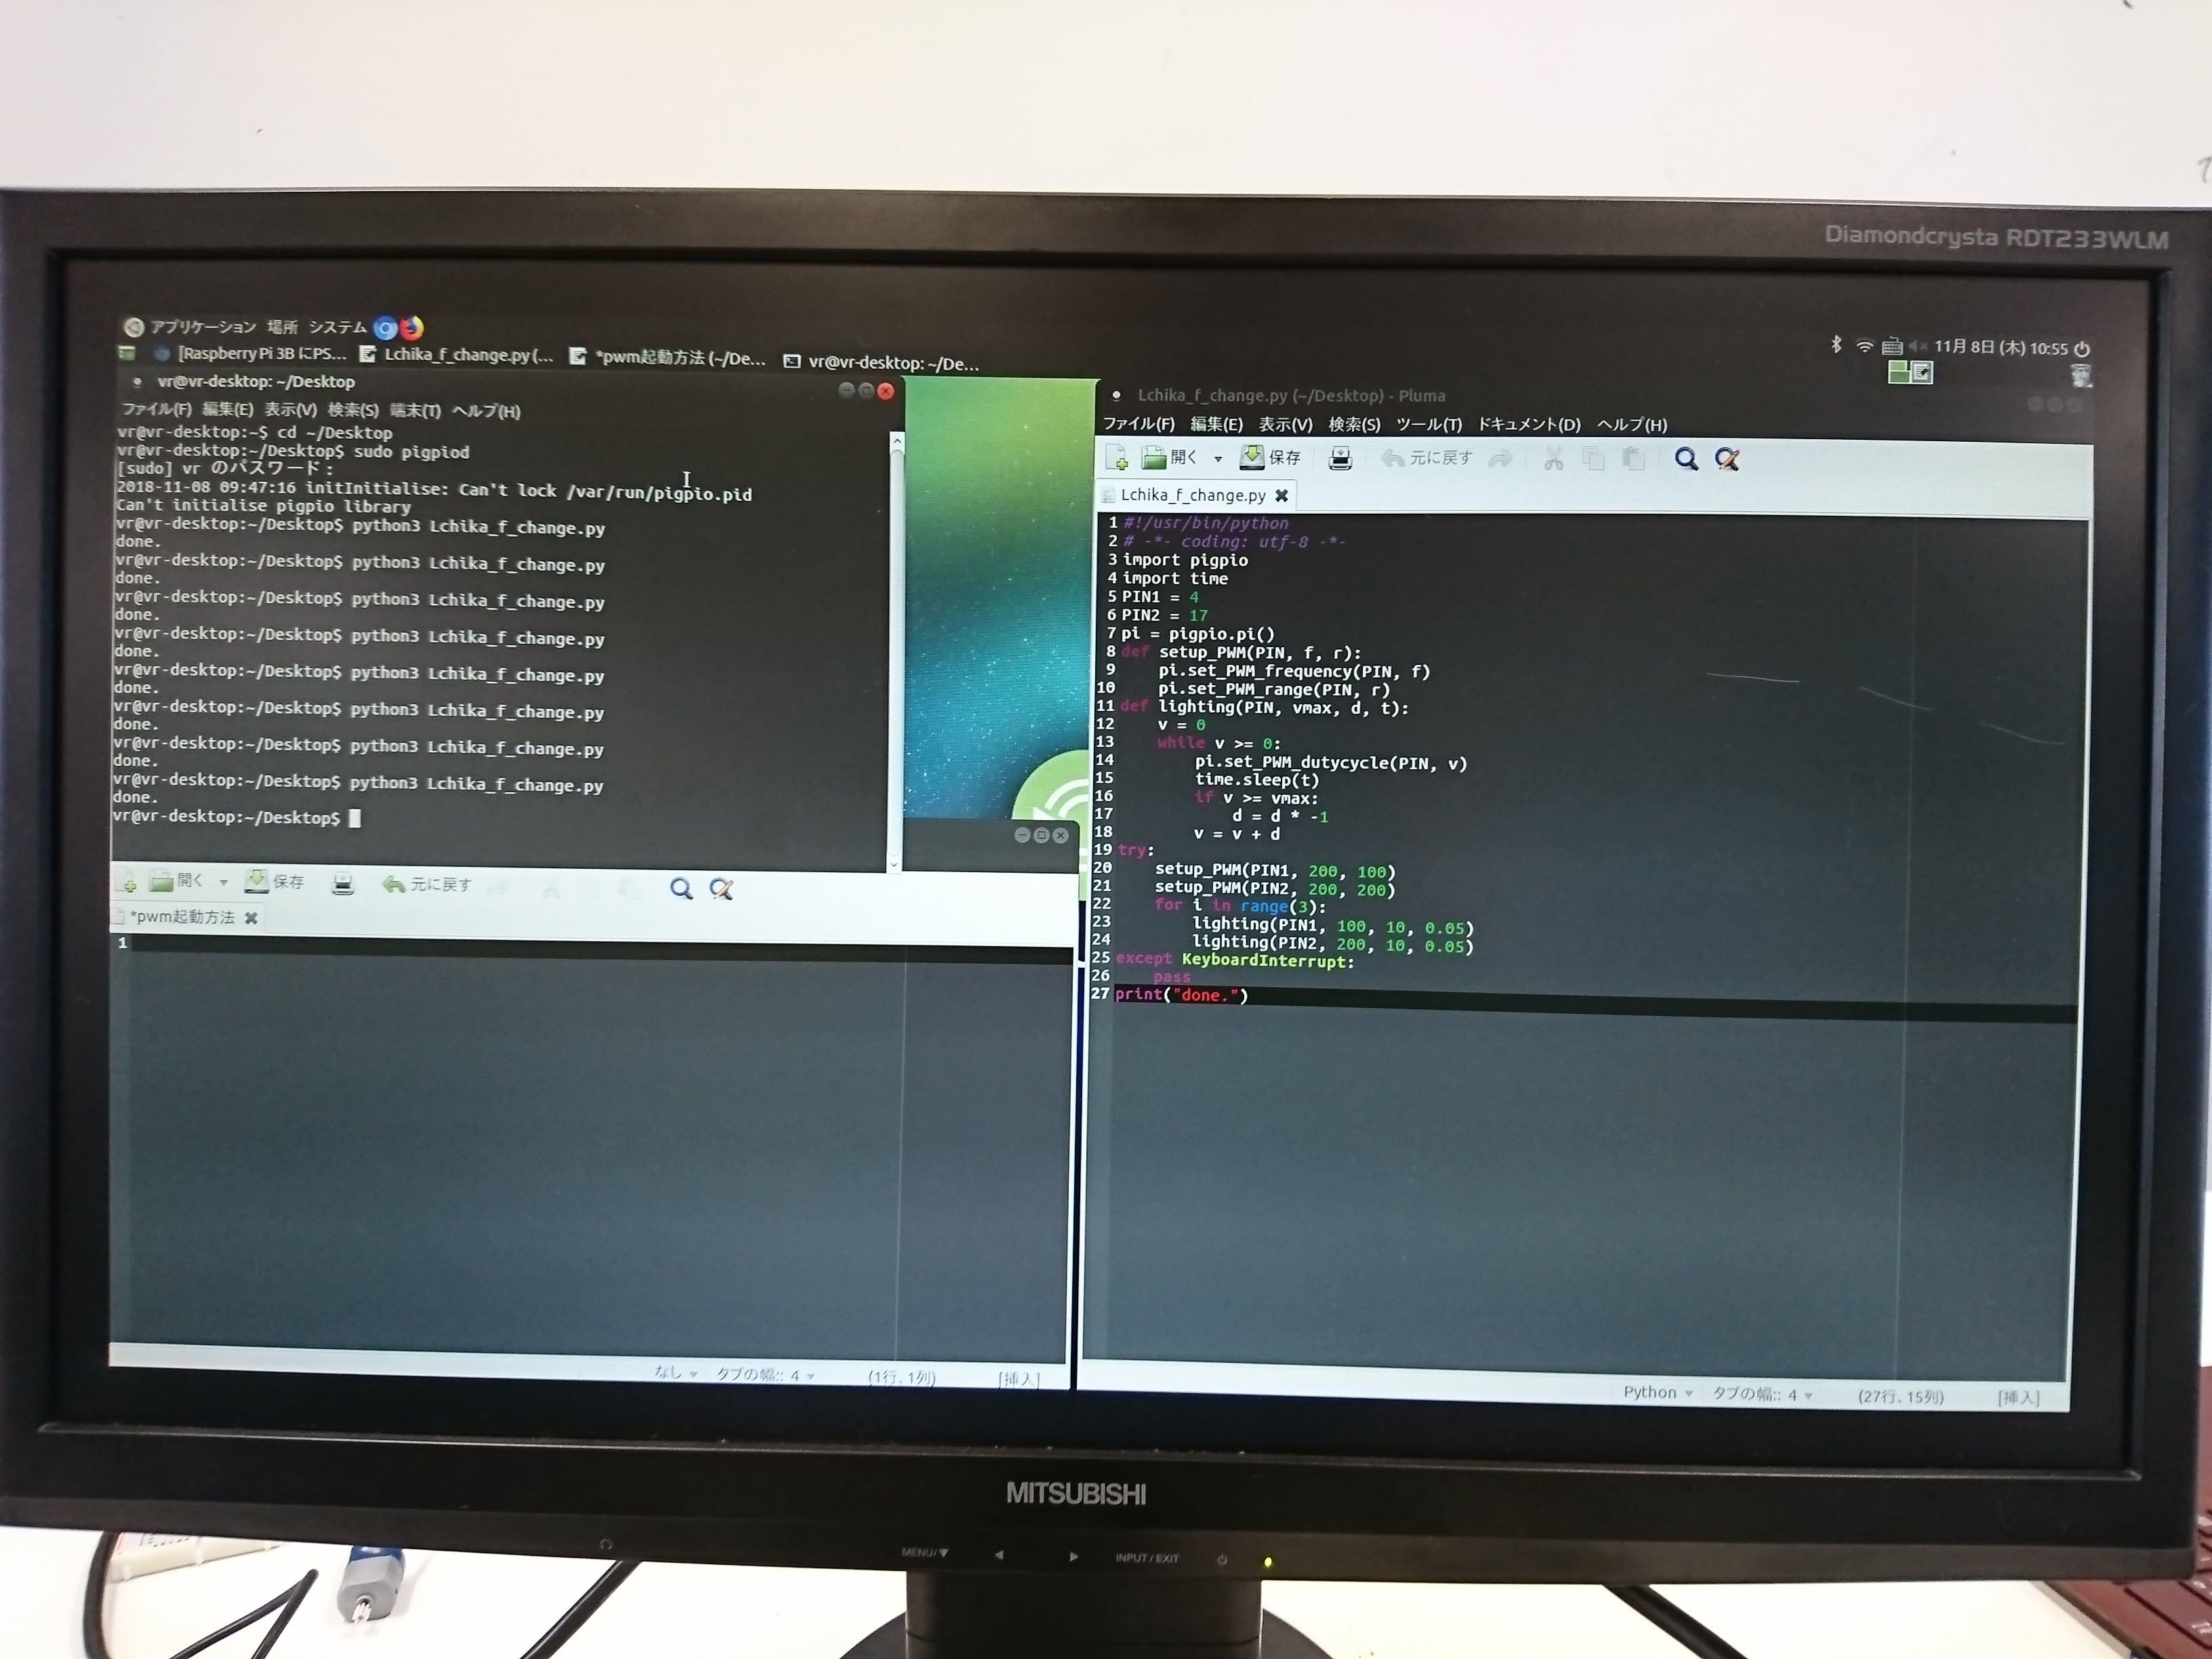 Diamondcrysta RDT233WLM
アプリケーション 場所 システム
[Raspberry Pi 3B にPS... Lchika_f_change.py (... *pwm起動方法 (~/De... vr@vr-desktop: ~/De...
11月 8日 (木) 10:55
vr@vr-desktop: ~/Desktop
ファイル(F) 編集(E) 表示(V) 検索(S) 端末(T) ヘルプ(H)
vr@vr-desktop:~$ cd ~/Desktop
vr@vr-desktop:~/Desktop$ sudo pigpiod
[sudo] vr のパスワード:
2018-11-08 09:47:16 initInitialise: Can't lock /var/run/pigpio.pid
Can't initialise pigpio library
vr@vr-desktop:~/Desktop$ python3 Lchika_f_change.py
done.
vr@vr-desktop:~/Desktop$ python3 Lchika_f_change.py
done.
vr@vr-desktop:~/Desktop$ python3 Lchika_f_change.py
done.
vr@vr-desktop:~/Desktop$ python3 Lchika_f_change.py
done.
vr@vr-desktop:~/Desktop$ python3 Lchika_f_change.py
done.
vr@vr-desktop:~/Desktop$ python3 Lchika_f_change.py
done.
vr@vr-desktop:~/Desktop$ python3 Lchika_f_change.py
done.
vr@vr-desktop:~/Desktop$ python3 Lchika_f_change.py
done.
vr@vr-desktop:~/Desktop$
開く 保存 元に戻す
*pwm起動方法
1
なし タブの幅: 4 (1行、1列) [挿入]
Lchika_f_change.py (~/Desktop) - Pluma
ファイル(F) 編集(E) 表示(V) 検索(S) ツール(T) ドキュメント(D) ヘルプ(H)
開く 保存 元に戻す
Lchika_f_change.py
1 #!/usr/bin/python
2 # -*- coding: utf-8 -*-
3 import pigpio
4 import time
5 PIN1 = 4
6 PIN2 = 17
7 pi = pigpio.pi()
8 def setup_PWM(PIN, f, r):
9     pi.set_PWM_frequency(PIN, f)
10     pi.set_PWM_range(PIN, r)
11 def lighting(PIN, vmax, d, t):
12     v = 0
13     while v >= 0:
14         pi.set_PWM_dutycycle(PIN, v)
15         time.sleep(t)
16         if v >= vmax:
17             d = d * -1
18         v = v + d
19 try:
20     setup_PWM(PIN1, 200, 100)
21     setup_PWM(PIN2, 200, 200)
22     for i in range(3):
23         lighting(PIN1, 100, 10, 0.05)
24         lighting(PIN2, 200, 10, 0.05)
25 except KeyboardInterrupt:
26     pass
27 print("done.")
Python タブの幅: 4 (27行、15列) [挿入]
MITSUBISHI
MENU/▼ ◀ ▶ INPUT / EXIT